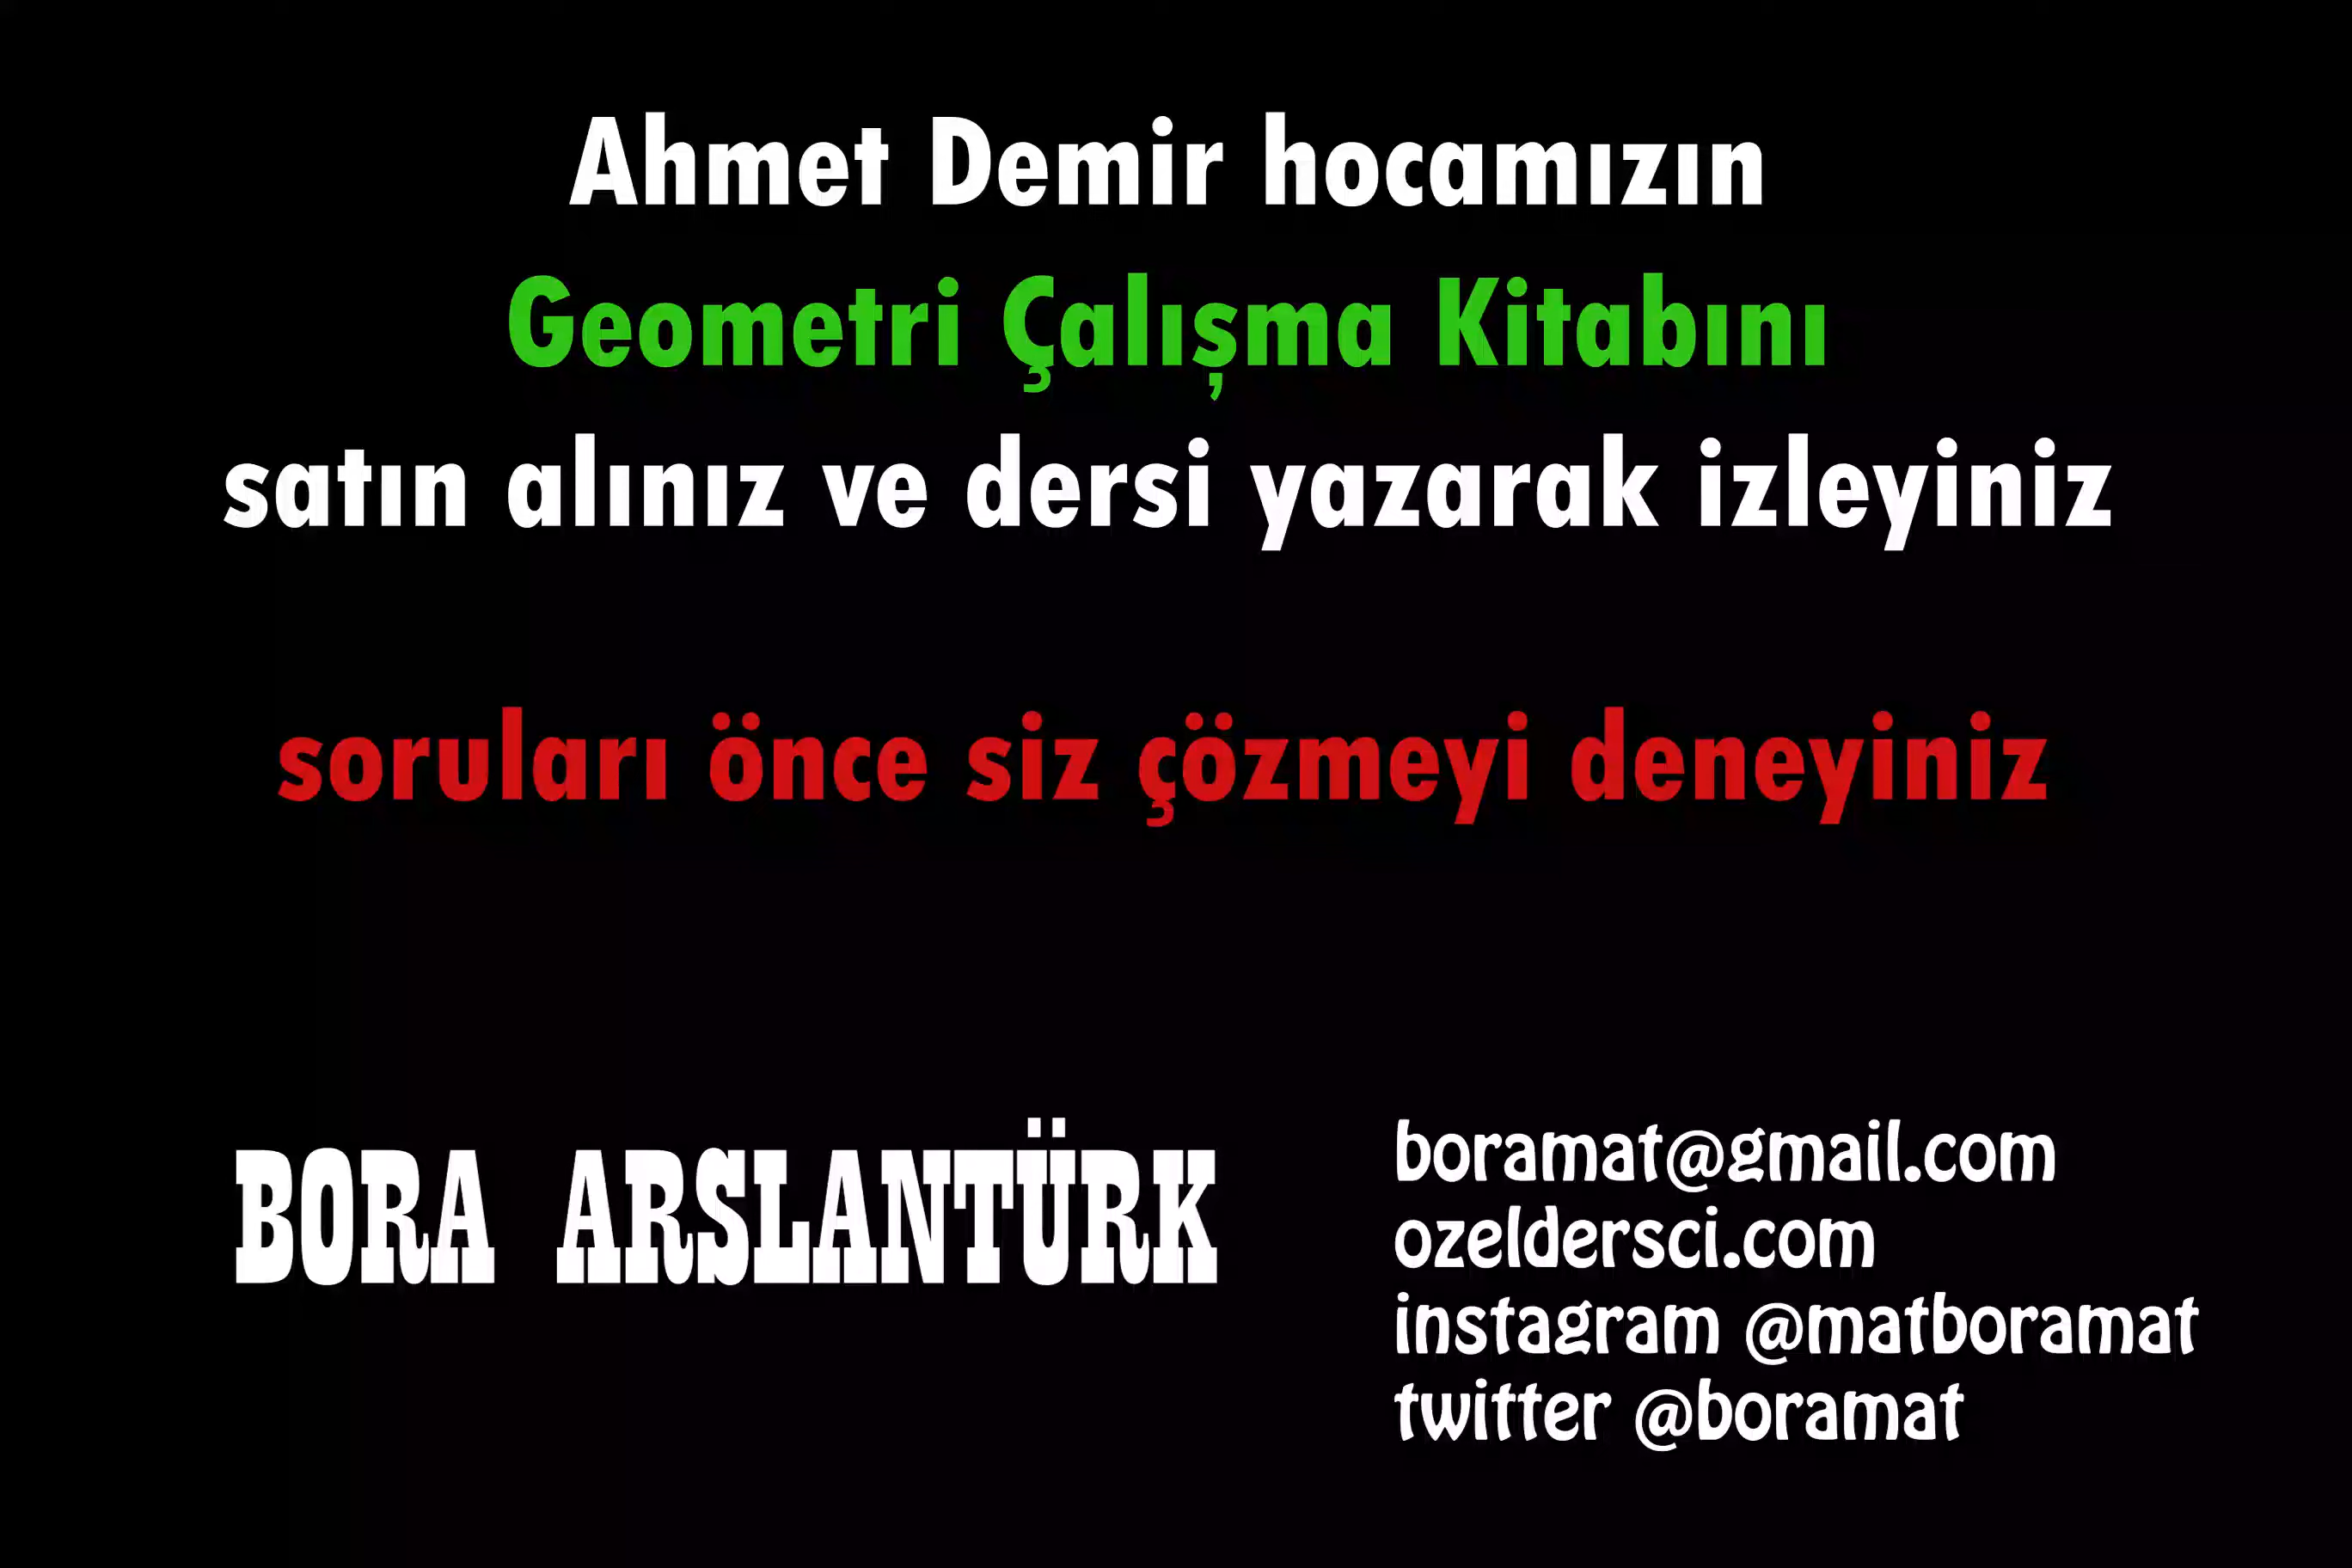 Ahmet Demir hocamızın
Geometri Çalışma Kitabını
satın alınız ve dersi yazarak izleyiniz
soruları önce siz çözmeyi deneyiniz
BORA ARSLANTÜRK
boramat@gmail.com
ozeldersci.com
instagram @matboramat
twitter @boramat